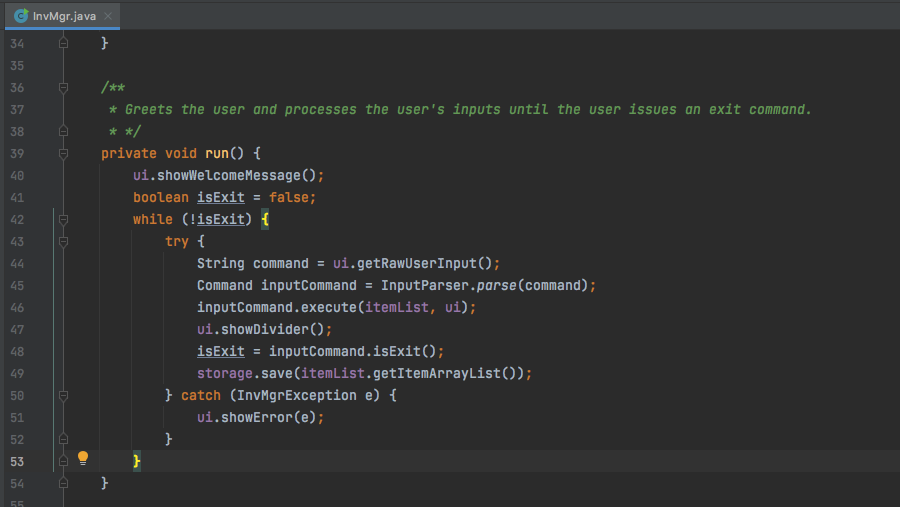 InvMgr.java
34 }
35
36 /**
37 * Greets the user and processes the user's inputs until the user issues an exit command.
38 * */
39 private void run() {
40 ui.showWelcomeMessage();
41 boolean isExit = false;
42 while (!isExit) {
43 try {
44 String command = ui.getRawUserInput();
45 Command inputCommand = InputParser.parse(command);
46 inputCommand.execute(itemList, ui);
47 ui.showDivider();
48 isExit = inputCommand.isExit();
49 storage.save(itemList.getItemArrayList());
50 } catch (InvMgrException e) {
51 ui.showError(e);
52 }
53 }
54 }
55